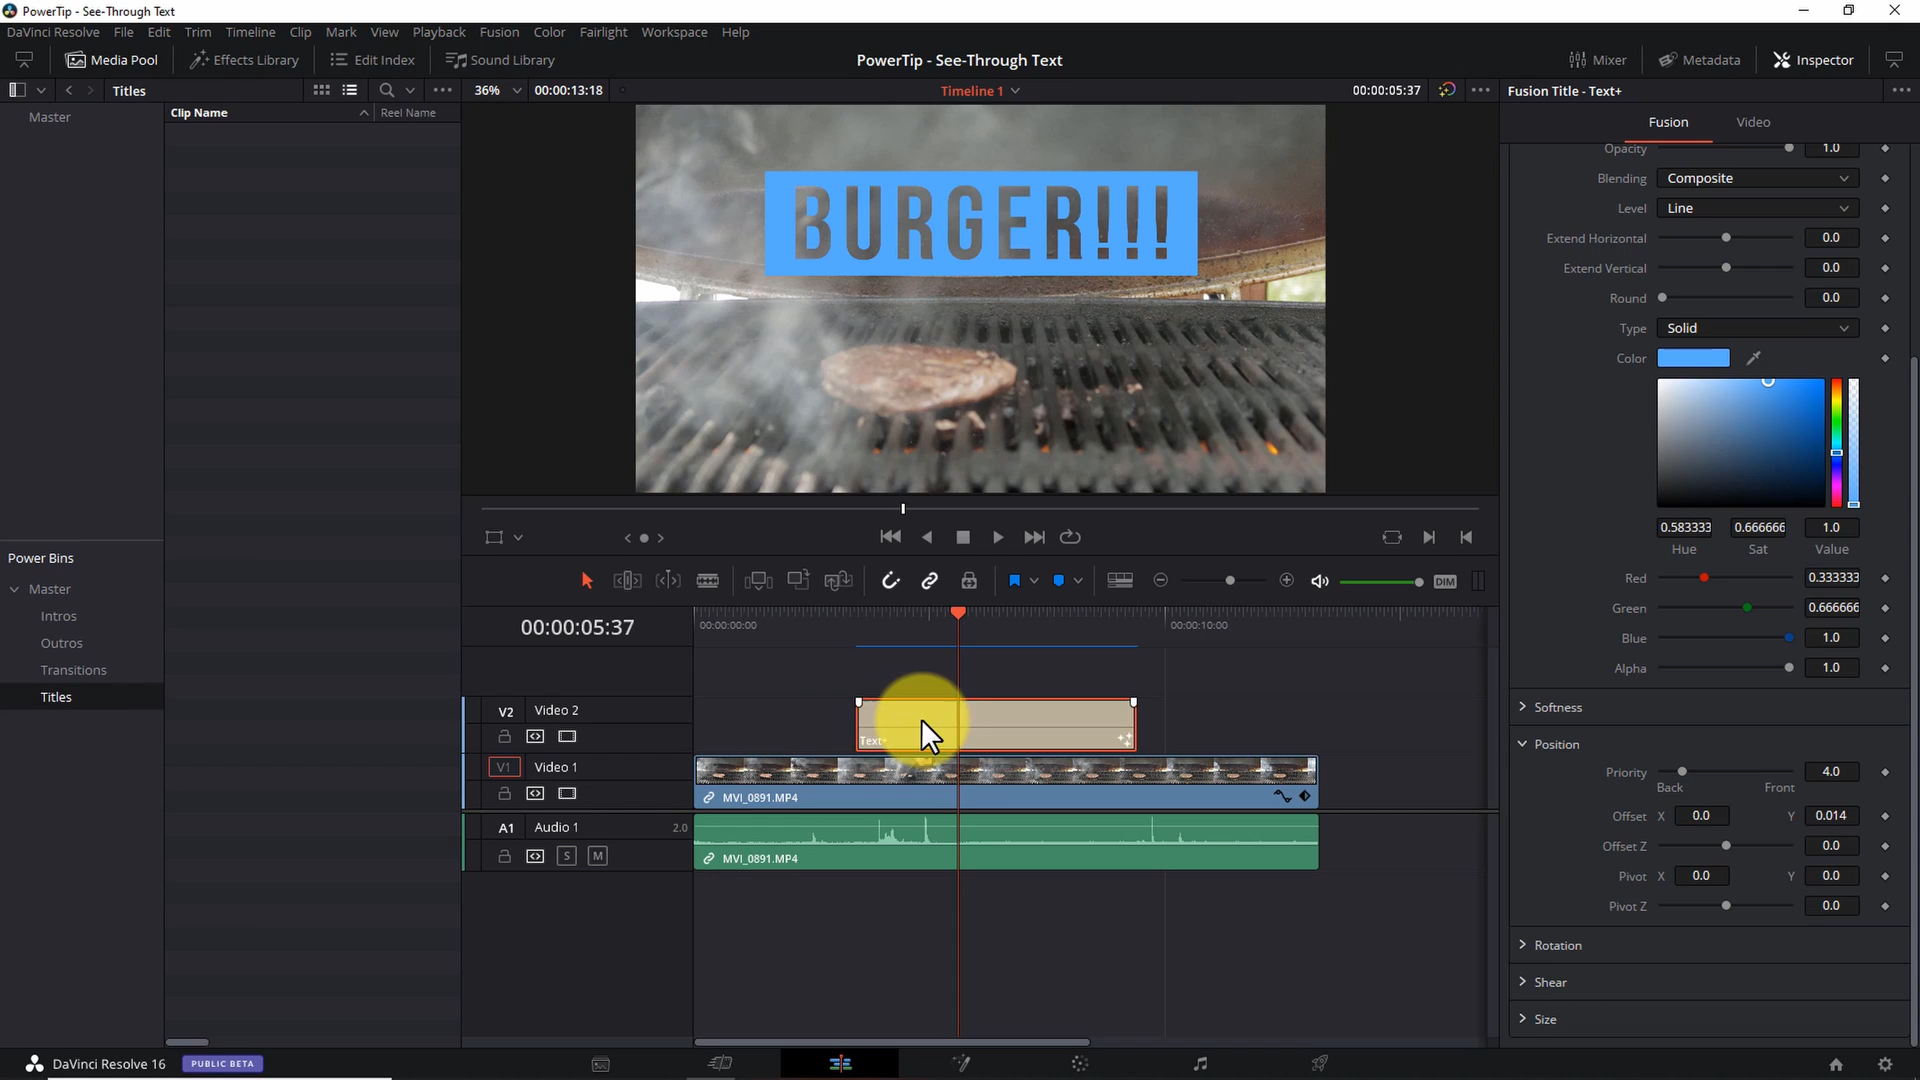 PowerTip - See-Through Text
DaVinci Resolve File Edit Trim Timeline Clip Mark View Playback Fusion Color Fairlight Workspace Help
Media Pool Effects Library Edit Index Sound Library PowerTip - See-Through Text Mixer Metadata Inspector
Titles 36% 00:00:13:18 Timeline 1 00:00:05:37 Fusion Title - Text+
Master Clip Name Reel Name
Fusion Video
Opacity 1.0
Blending Composite
Level Line
BURGER!!!
Extend Horizontal 0.0
Extend Vertical 0.0
Round 0.0
Type Solid
Color
0.583333 0.666666 1.0
Hue Sat Value
Red 0.333333
Green 0.666666
Blue 1.0
Alpha 1.0
Softness
Position
Priority 4.0
Back Front
Offset X 0.0 Y 0.014
Offset Z 0.0
Pivot X 0.0 Y 0.0
Pivot Z 0.0
Rotation
Shear
Size
Power Bins
Master
Intros
Outros
Transitions
Titles
DIM
00:00:05:37 00:00:00:00 00:00:10:00
V2 Video 2
Text+
V1 Video 1
MVI_0891.MP4
A1 Audio 1 2.0
S M
MVI_0891.MP4
DaVinci Resolve 16 PUBLIC BETA